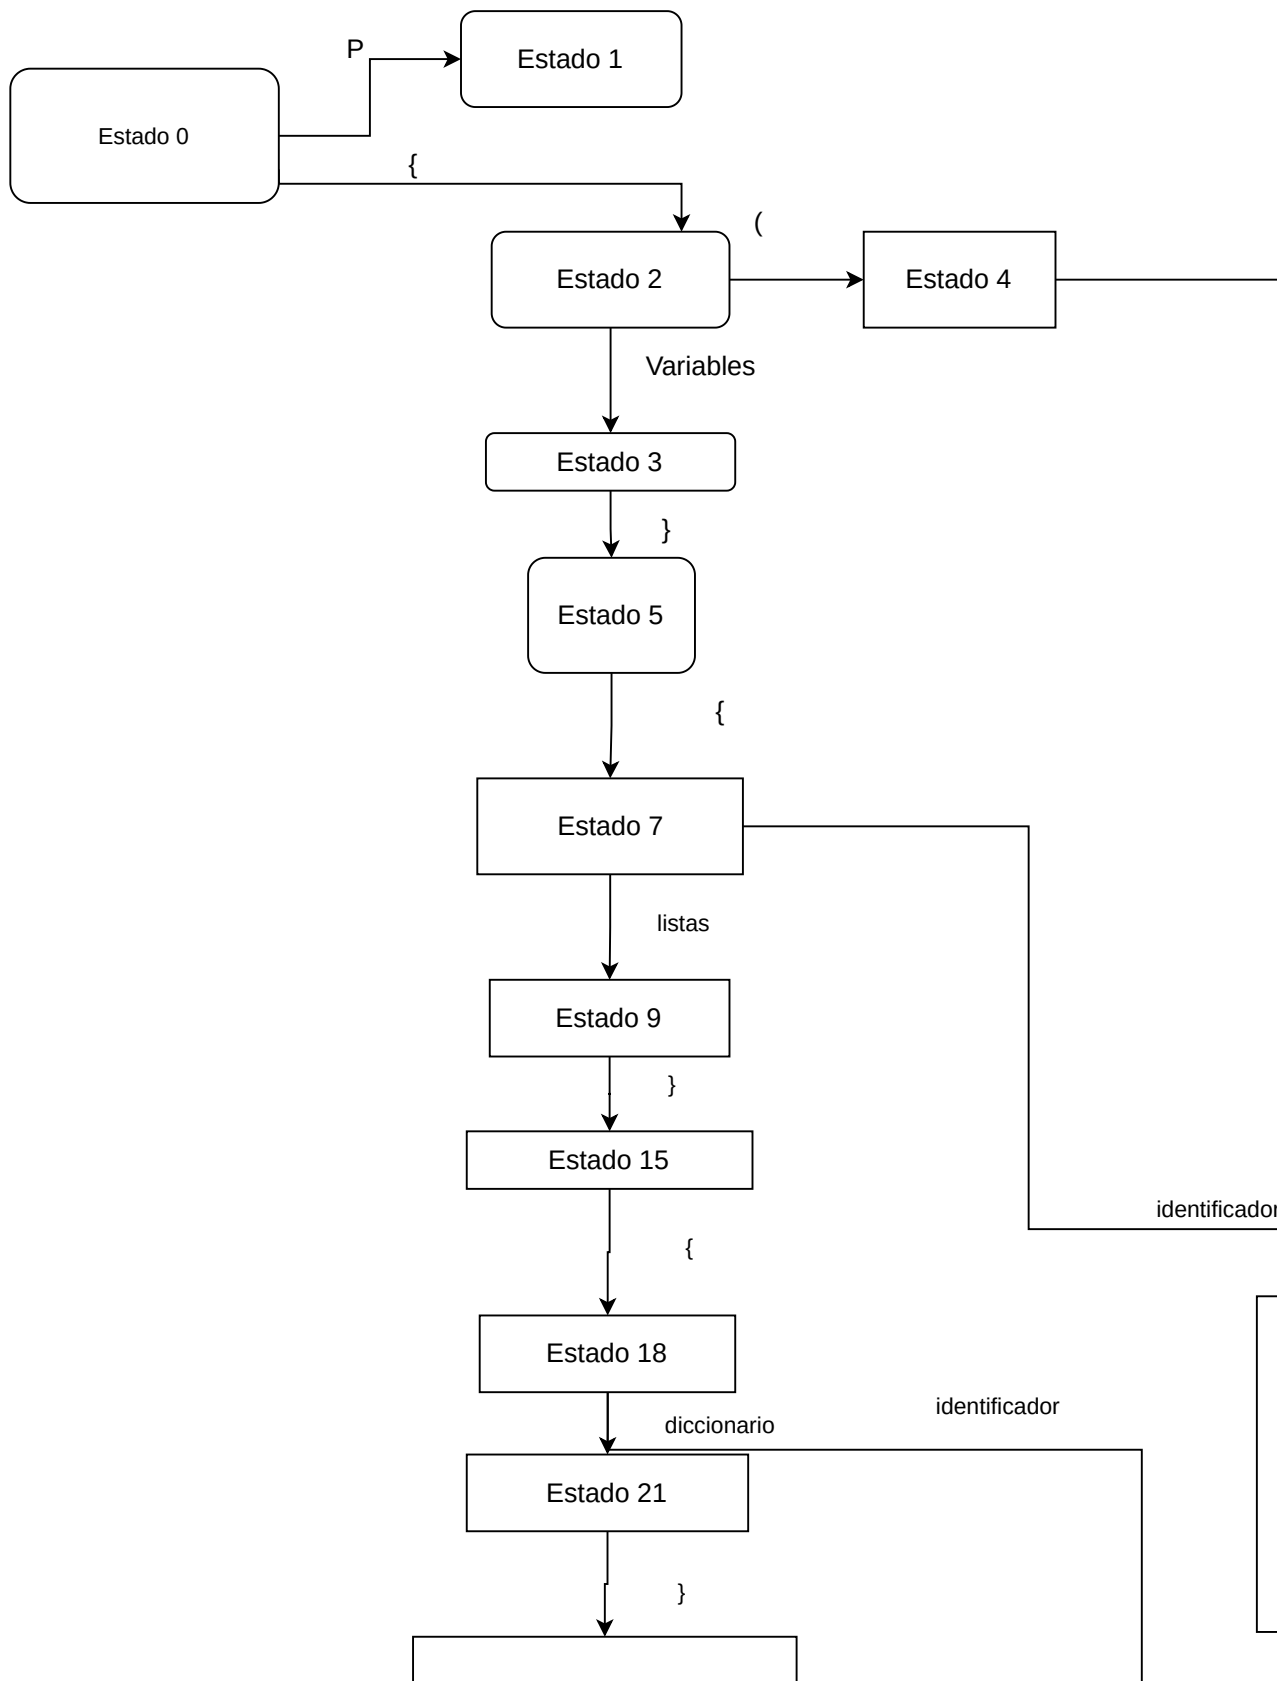 P
Estado 1
Estado 0
{
(
Estado 2
Estado 4
Variables
Estado 3
}
Estado 5
{
Estado 7
listas
Estado 9
}
Estado 15
identificador
{
Estado 18
identificador
diccionario
Estado 21
}